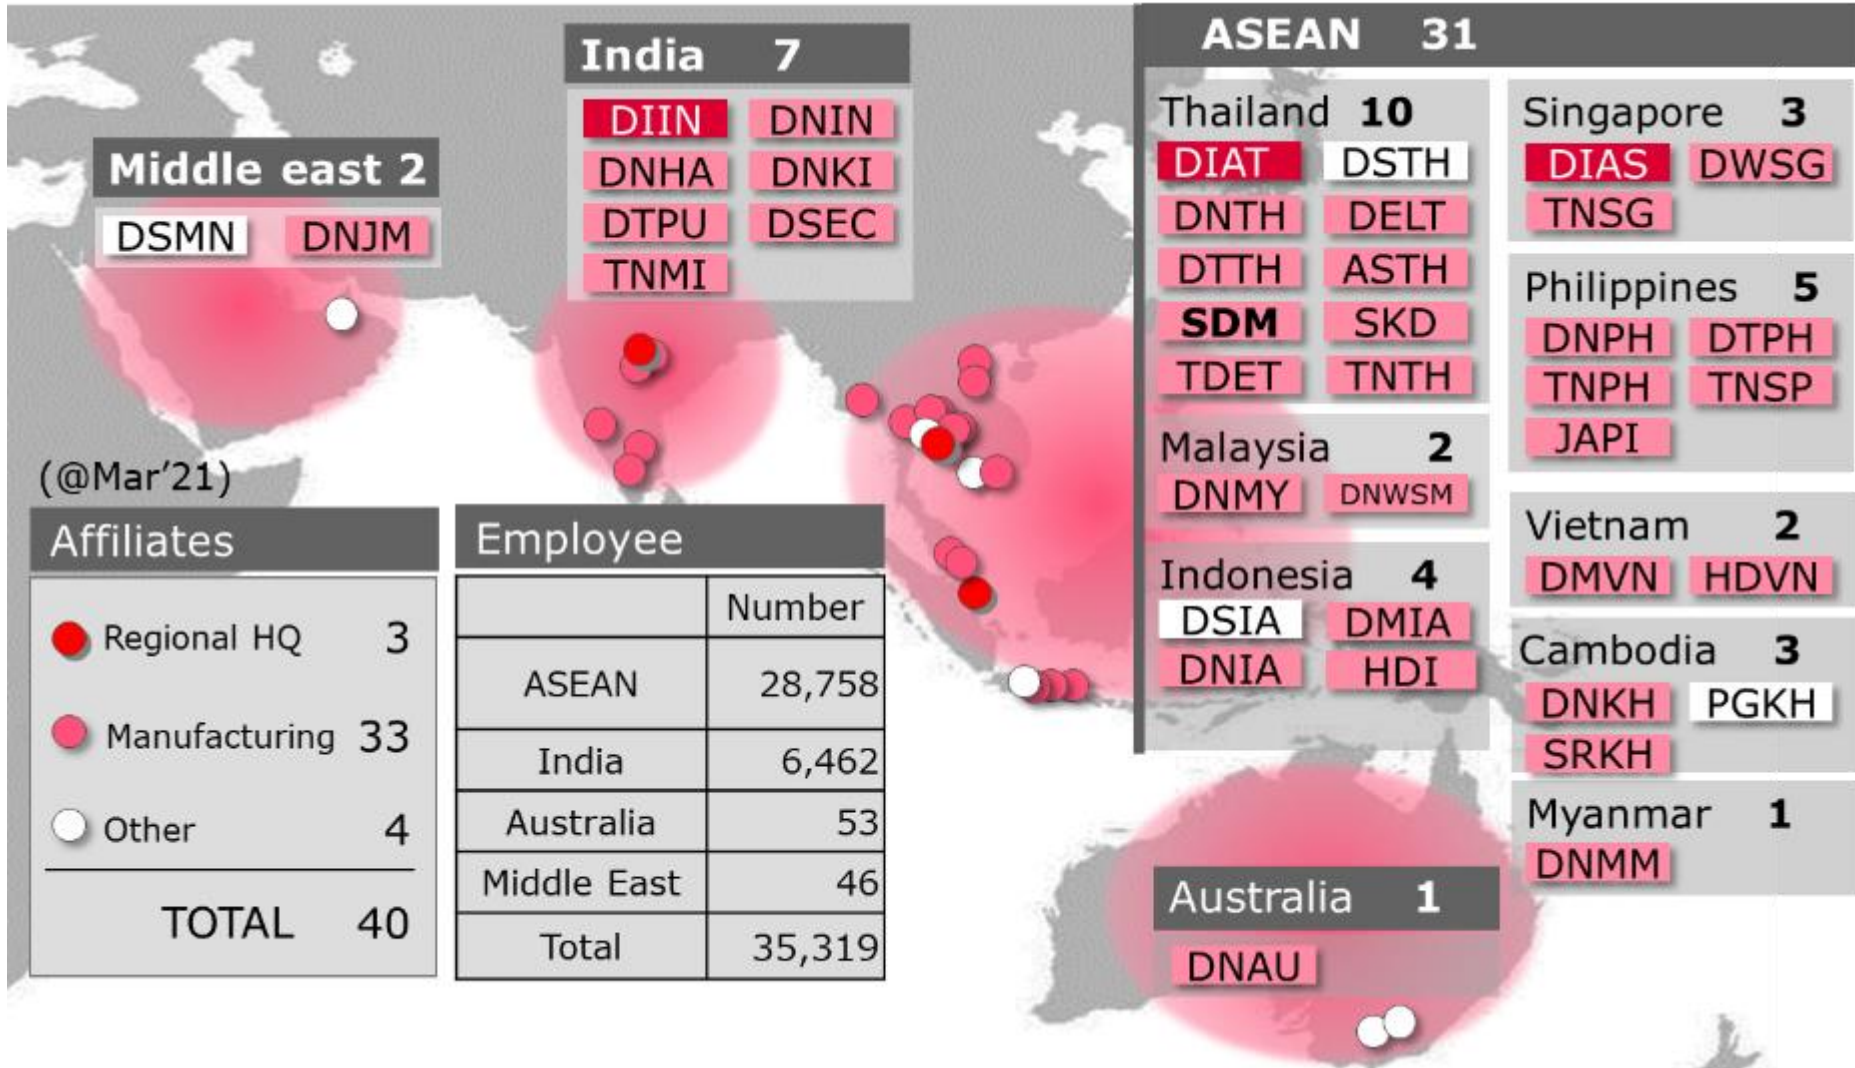 Middle east 2
DSMN DNJM
India 7
DIIN DNIN
DNHA DNKI
DTPU DSEC
TNMI
ASEAN 31
Thailand 10
DIAT DSTH
DNTH DELT
DTTH ASTH
SDM SKD
TDET TNTH
Malaysia 2
DNMY DNWSM
Indonesia 4
DSIA DMIA
DNIA HDI
Singapore 3
DIAS DWSG
TNSG
Philippines 5
DNPH DTPH
TNPH TNSP
JAPI
Vietnam 2
DMVN HDVN
Cambodia 3
DNKH PGKH
SRKH
Myanmar 1
DNMM
Australia 1
DNAU
(@Mar'21)
Affiliates
Regional HQ 3
Manufacturing 33
Other 4
TOTAL 40
Employee
Number
ASEAN 28,758
India 6,462
Australia 53
Middle East 46
Total 35,319